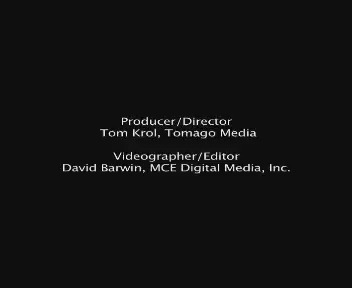 Producer/Director
Tom Krol, Tomago Media
Videographer/Editor
David Barwin, MCE Digital Media, Inc.